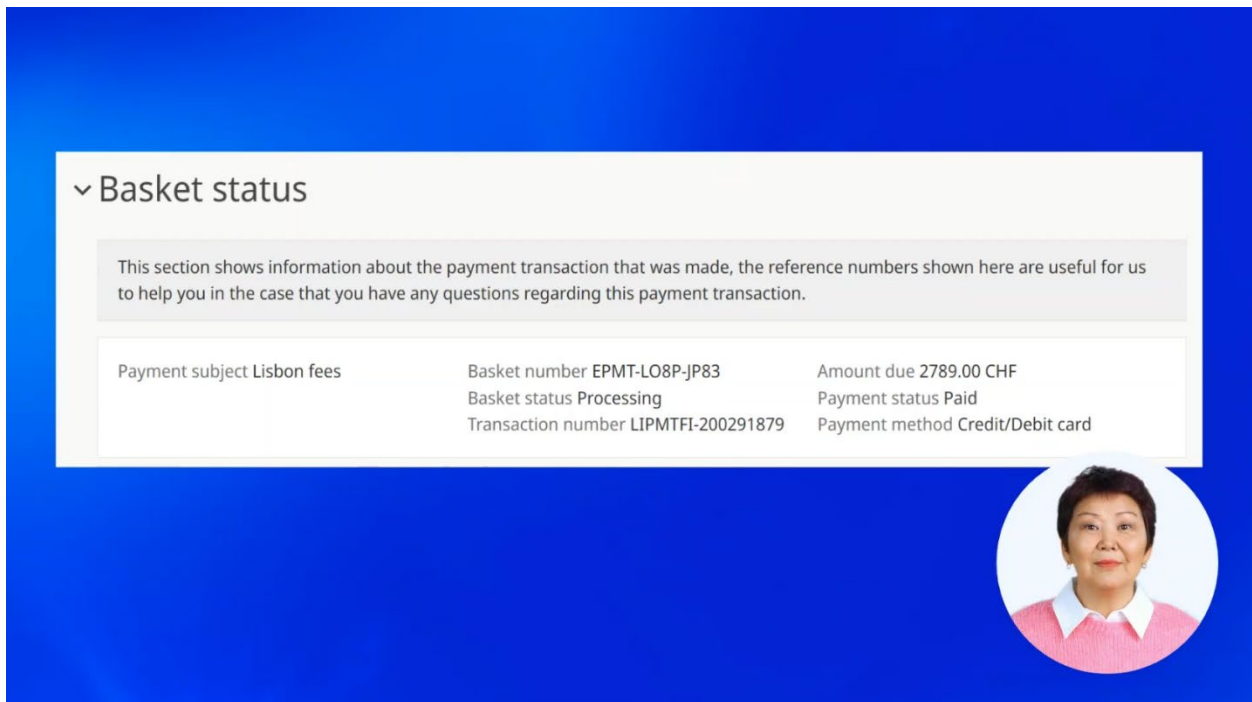 Basket status
This section shows information about the payment transaction that was made, the reference numbers shown here are useful for us
to help you in the case that you have any questions regarding this payment transaction.
Payment subject Lisbon fees
Basket number EPMT-LO8P-JP83
Basket status Processing
Transaction number LIPMTFI-200291879
Amount due 2789.00 CHF
Payment status Paid
Payment method Credit/Debit card